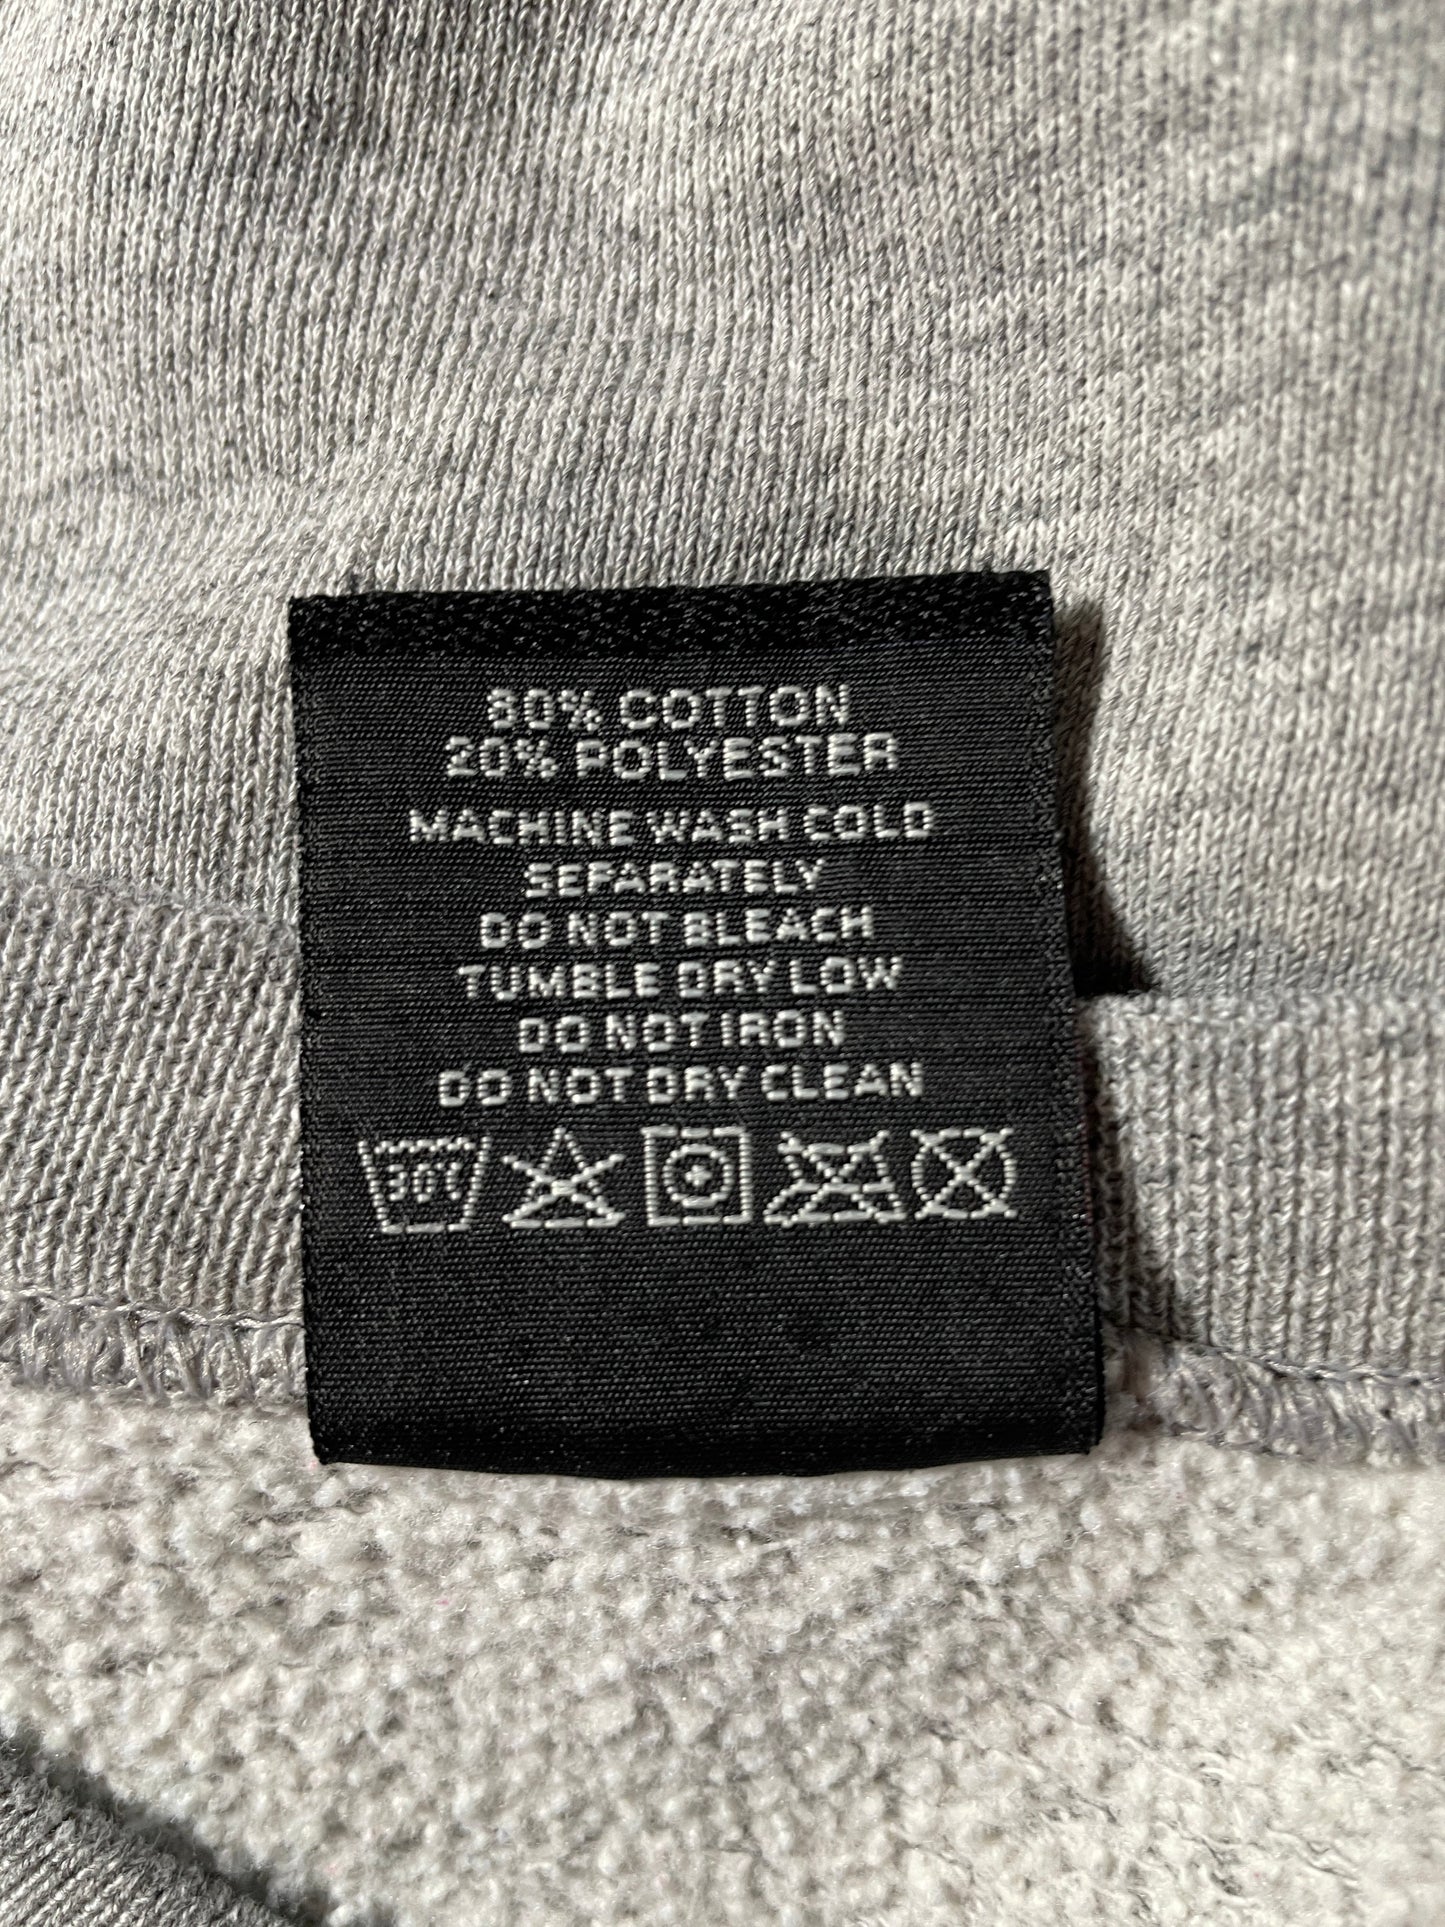 80% COTTON
20% POLYESTER
MACHINE WASH COLD
SEPARATELY
DO NOT BLEACH
TUMBLE DRY LOW
DO NOT IRON
DO NOT DRY CLEAN